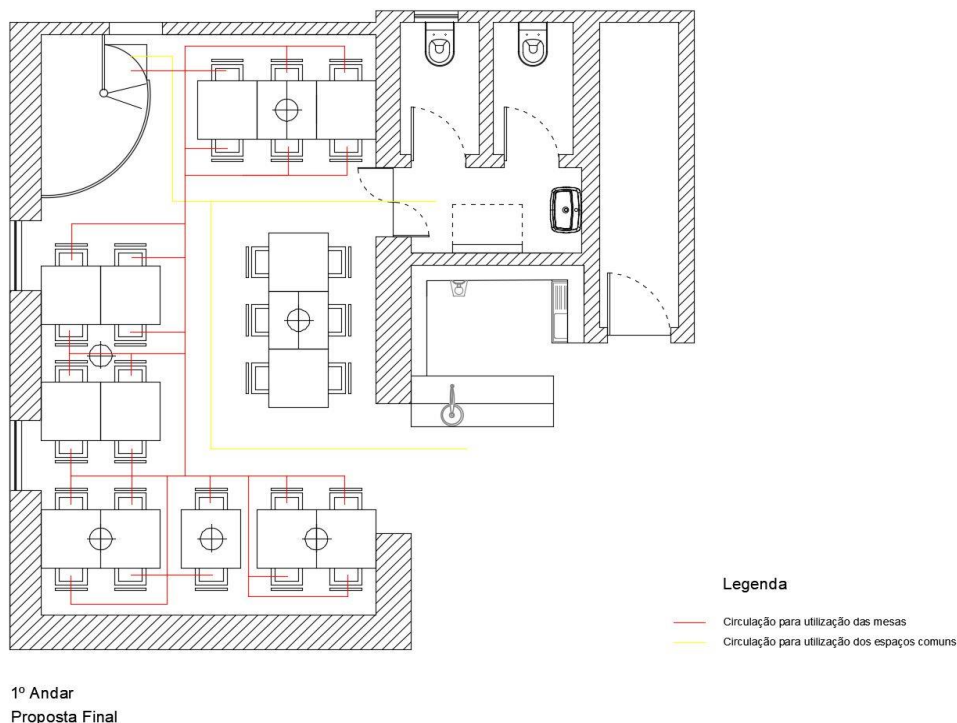 Legenda
Circulação para utilização das mesas
Circulação para utilização dos espaços comuns
1º Andar
Proposta Final